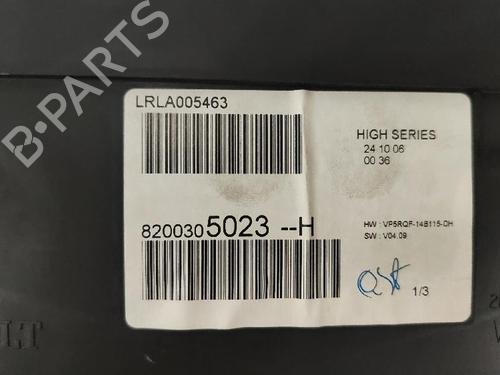 LRLA005463
HIGH SERIES
24 10 06
00 36
8200305023 --H
HW : VP5RQF-14B115-DH
SW : V04.09
1/3
B-PARTS